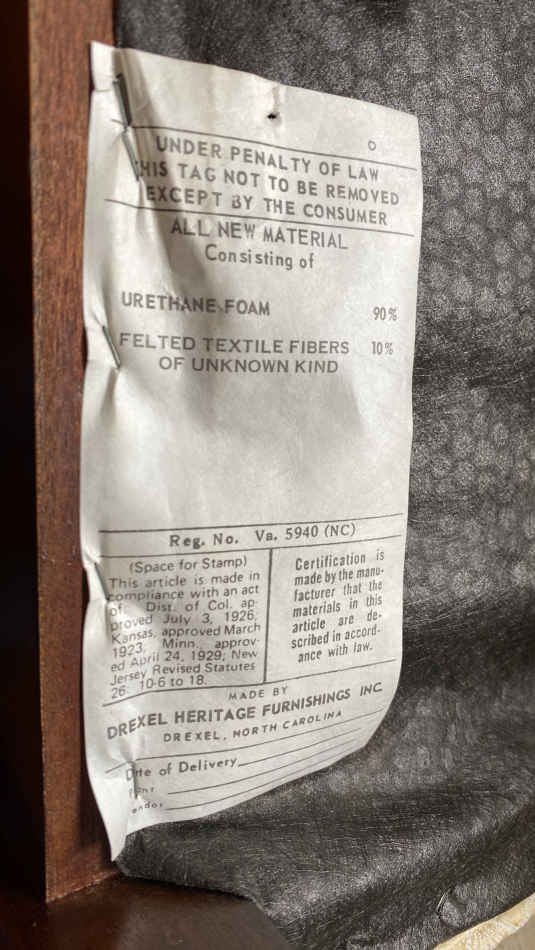 UNDER PENALTY OF LAW
THIS TAG NOT TO BE REMOVED
EXCEPT BY THE CONSUMER
ALL NEW MATERIAL
Consisting of
URETHANE FOAM 90%
FELTED TEXTILE FIBERS 10%
OF UNKNOWN KIND
Reg. No. Va. 5940 (NC)
(Space for Stamp)
This article is made in
compliance with an act
of. Dist. of Col. ap-
proved July 3, 1926,
Kansas, approved March
1923, Minn., approv-
ed April 24, 1929; New
Jersey Revised Statutes
26: 10-6 to 18.
Certification is
made by the manu-
facturer that the
materials in this
article are de-
scribed in accord-
ance with law.
MADE BY
DREXEL HERITAGE FURNISHINGS INC.
DREXEL, NORTH CAROLINA
Date of Delivery